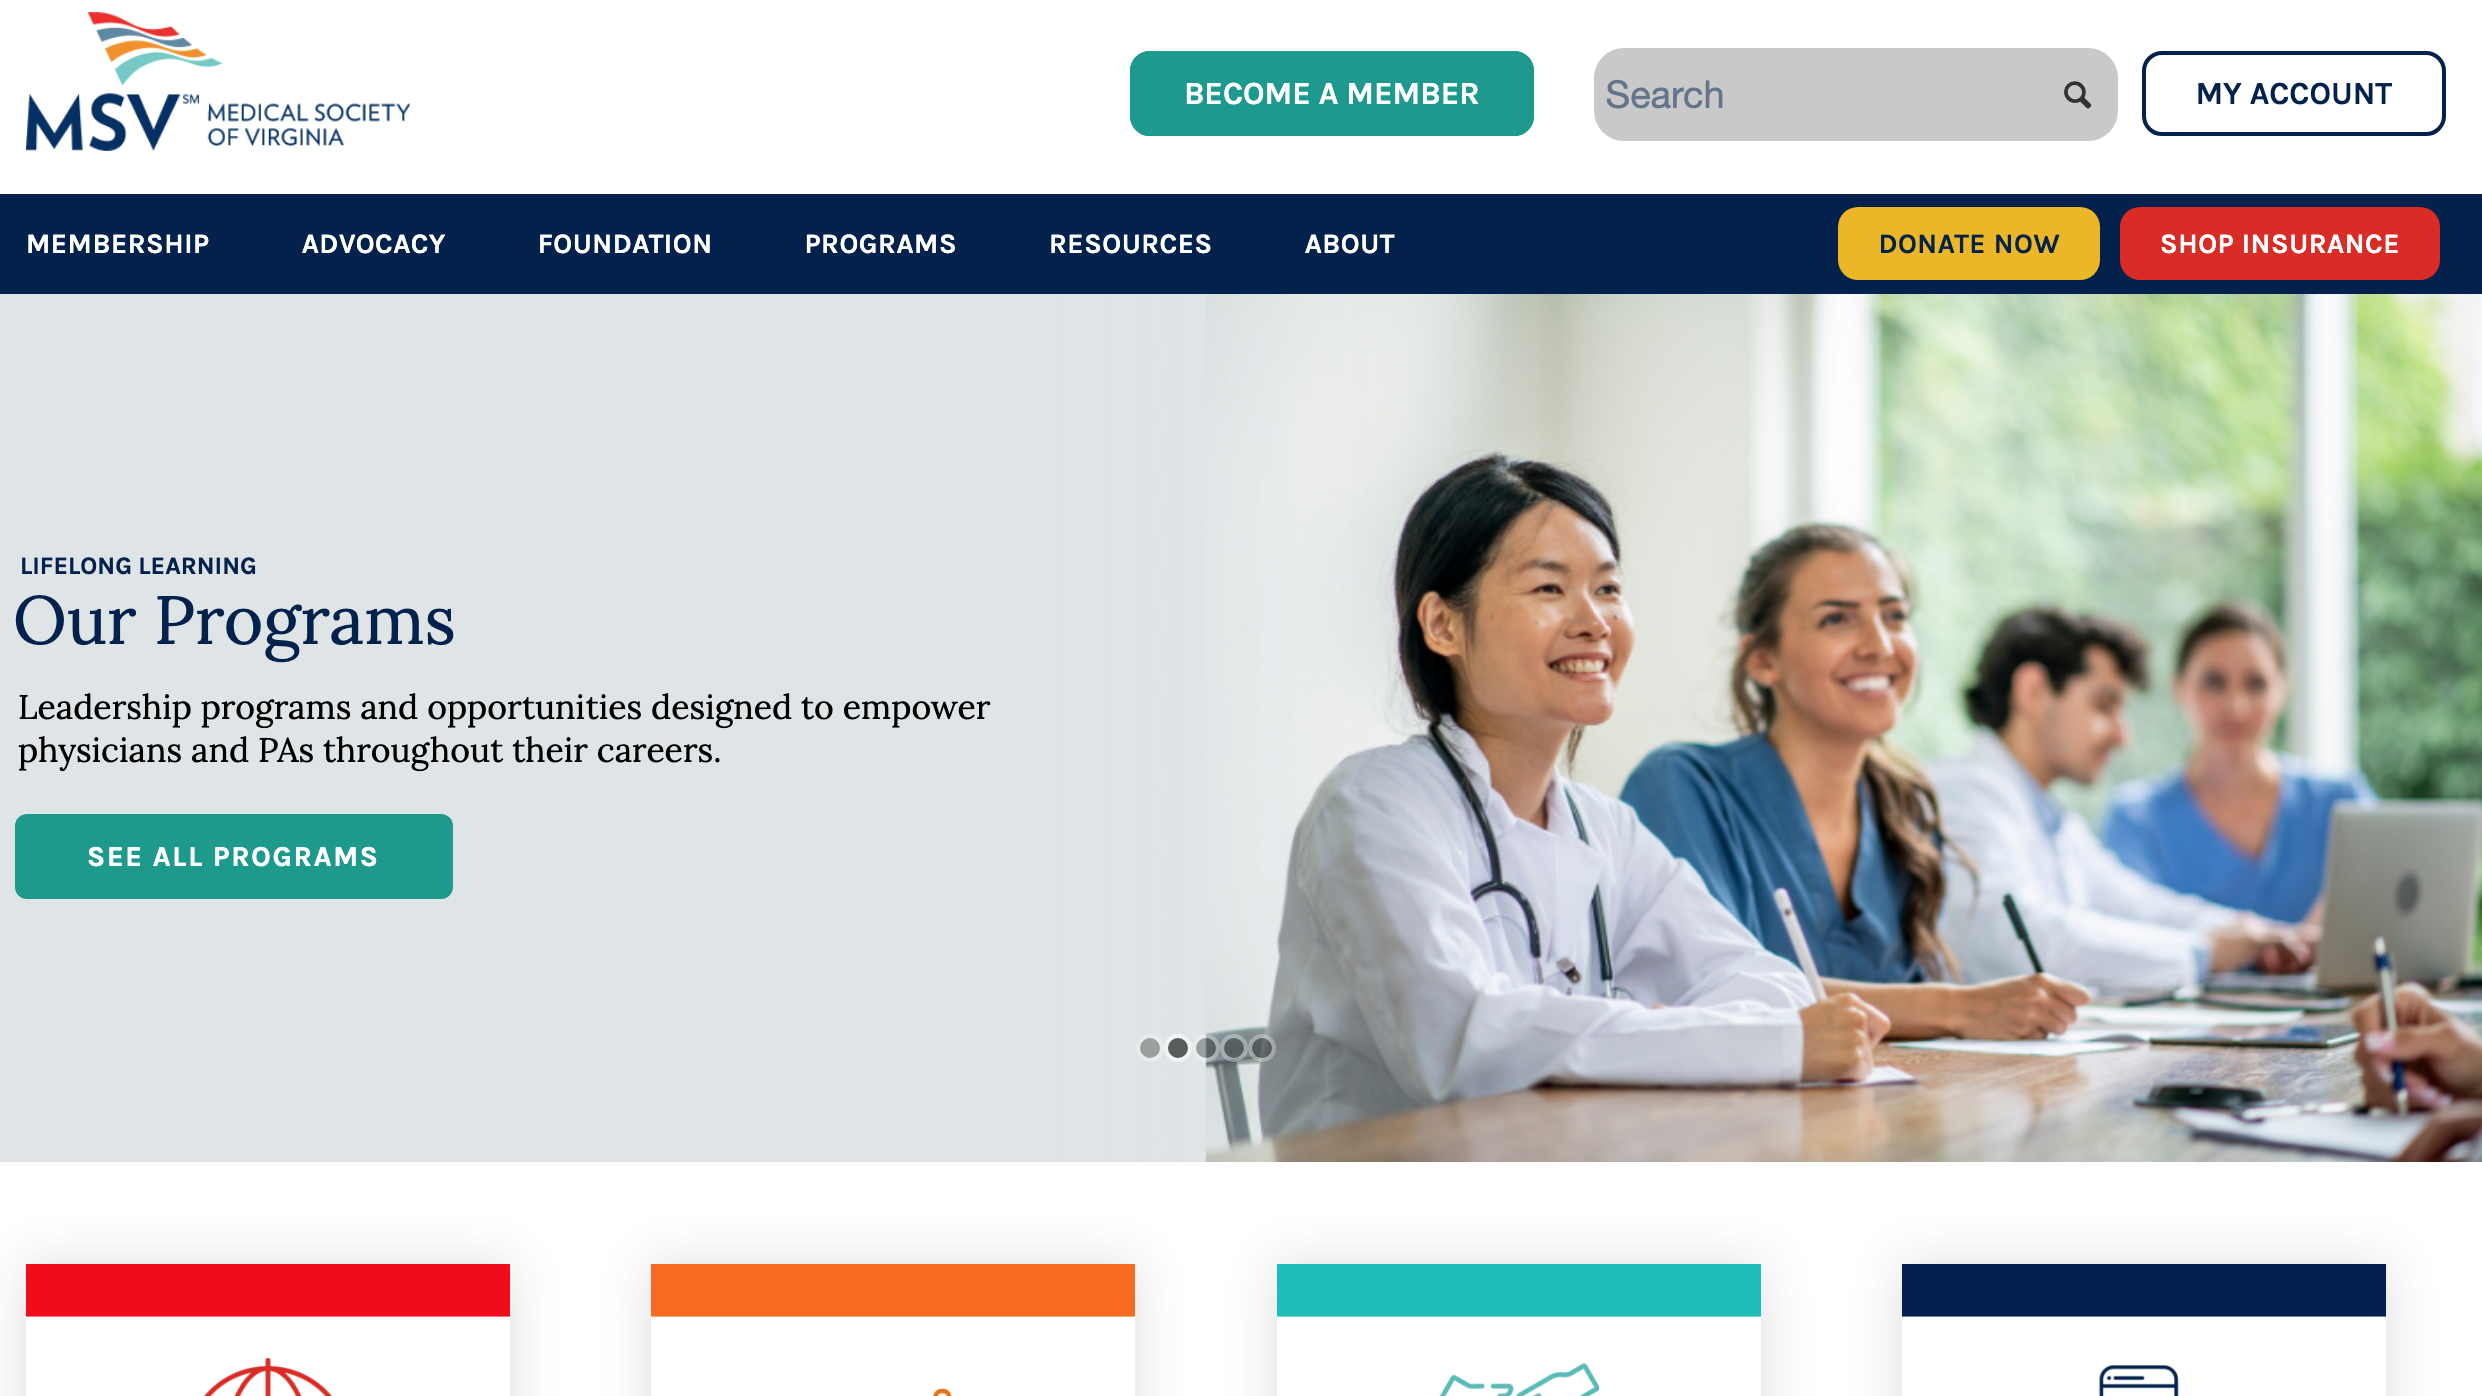 MSV SM MEDICAL SOCIETY
OF VIRGINIA
BECOME A MEMBER
Search
MY ACCOUNT
MEMBERSHIP ADVOCACY FOUNDATION PROGRAMS RESOURCES ABOUT DONATE NOW SHOP INSURANCE
LIFELONG LEARNING
Our Programs
Leadership programs and opportunities designed to empower
physicians and PAs throughout their careers.
SEE ALL PROGRAMS